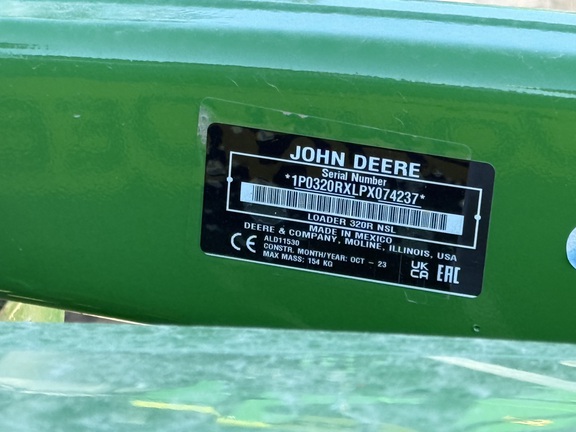 JOHN DEERE
Serial Number
*1P0320RXLPX074237*
LOADER 320R NSL
MADE IN MEXICO
DEERE & COMPANY, MOLINE, ILLINOIS, USA
ALD11530
CONSTR. MONTH/YEAR: OCT - 23
MAX MASS: 154 KG
CE
UK
CA
EAC